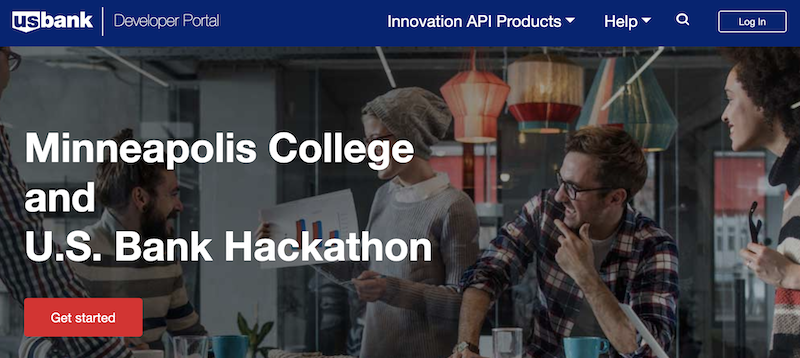 usbank Developer Portal Innovation API Products Help Log In
Minneapolis College
and
U.S. Bank Hackathon
Get started